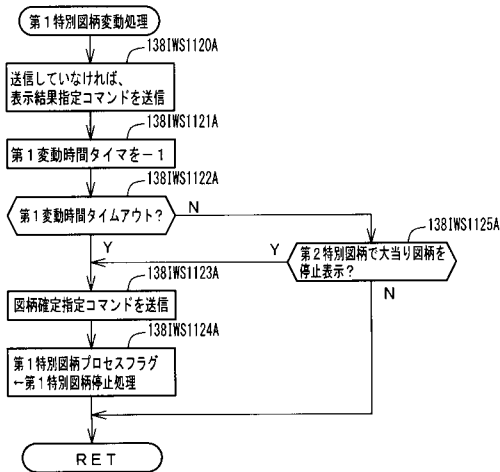 第1特別図柄変動処理
138IWS1120A
送信していなければ、
表示結果指定コマンドを送信
138IWS1121A
第1変動時間タイマを－1
138IWS1122A
第1変動時間タイムアウト?
N
Y
138IWS1125A
第2特別図柄で大当り図柄を
停止表示?
Y
N
138IWS1123A
図柄確定指定コマンドを送信
138IWS1124A
第1特別図柄プロセスフラグ
←第1特別図柄停止処理
RET